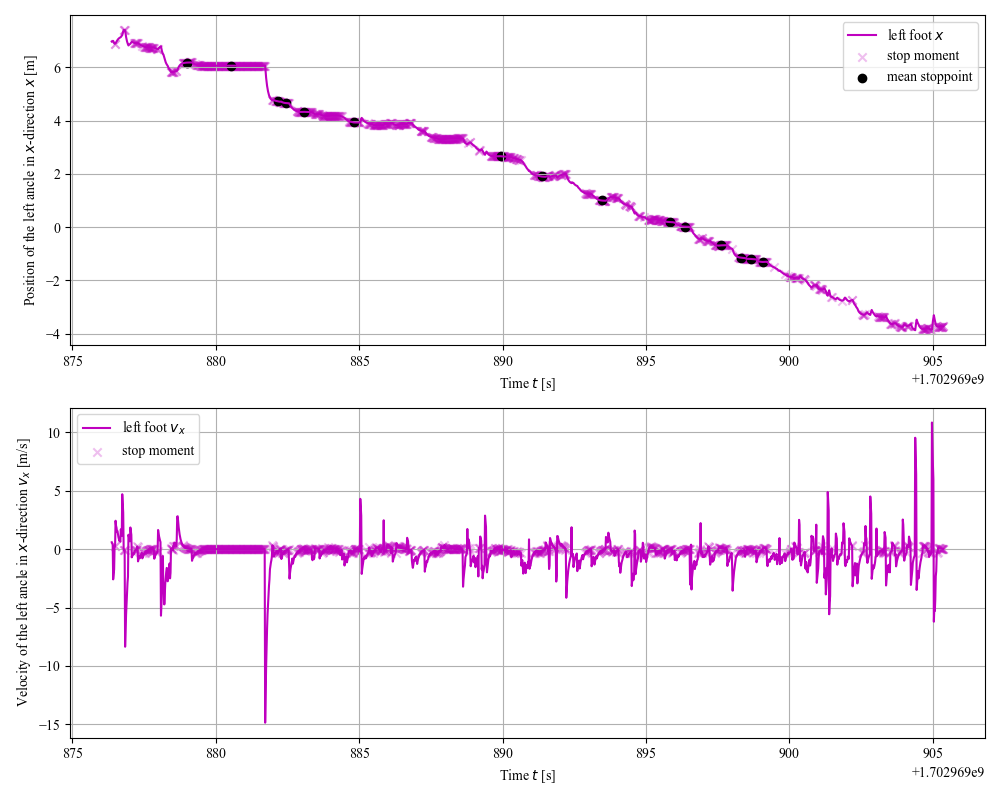 6
4
2
0
−2
−4
Position of the left angle in x-direction x [m]
left foot x
stop moment
mean stoppoint
875 880 885 890 895 900 905
+1.702969e9
Time t [s]
10
5
0
−5
−10
−15
Velocity of the left angle in x-direction vₓ [m/s]
left foot vₓ
stop moment
875 880 885 890 895 900 905
+1.702969e9
Time t [s]